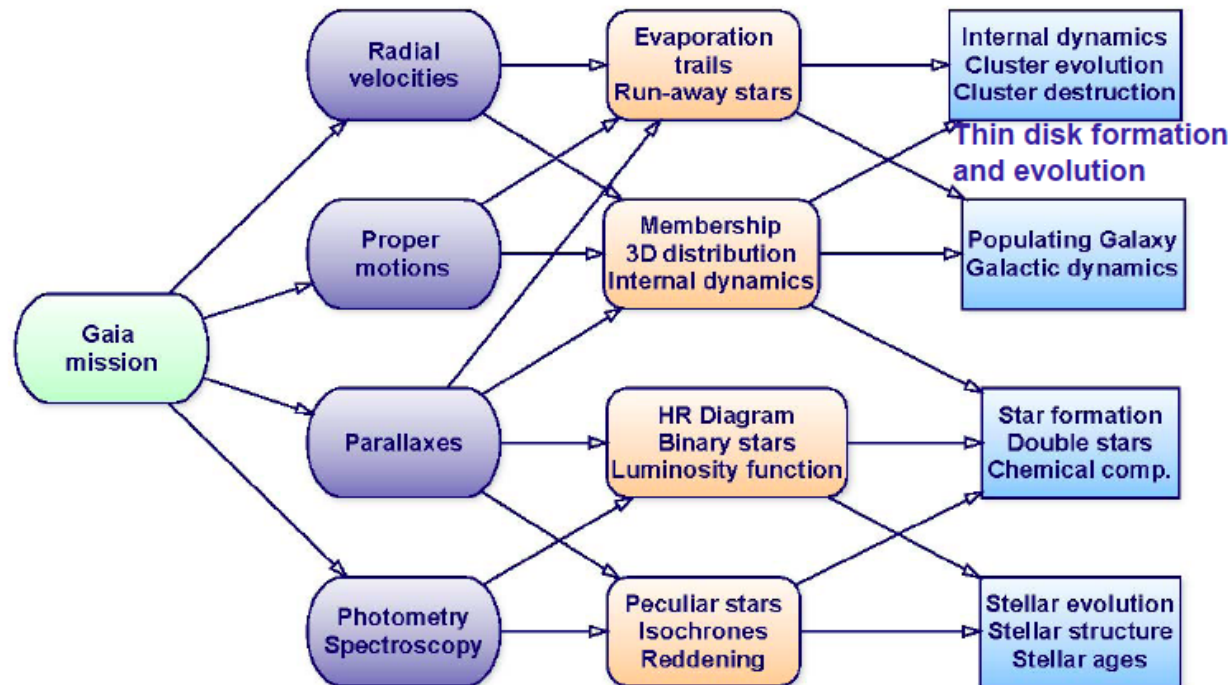 Gaia
mission
Radial
velocities
Proper
motions
Parallaxes
Photometry
Spectroscopy
Evaporation
trails
Run-away stars
Membership
3D distribution
Internal dynamics
HR Diagram
Binary stars
Luminosity function
Peculiar stars
Isochrones
Reddening
Internal dynamics
Cluster evolution
Cluster destruction
Thin disk formation
and evolution
Populating Galaxy
Galactic dynamics
Star formation
Double stars
Chemical comp.
Stellar evolution
Stellar structure
Stellar ages